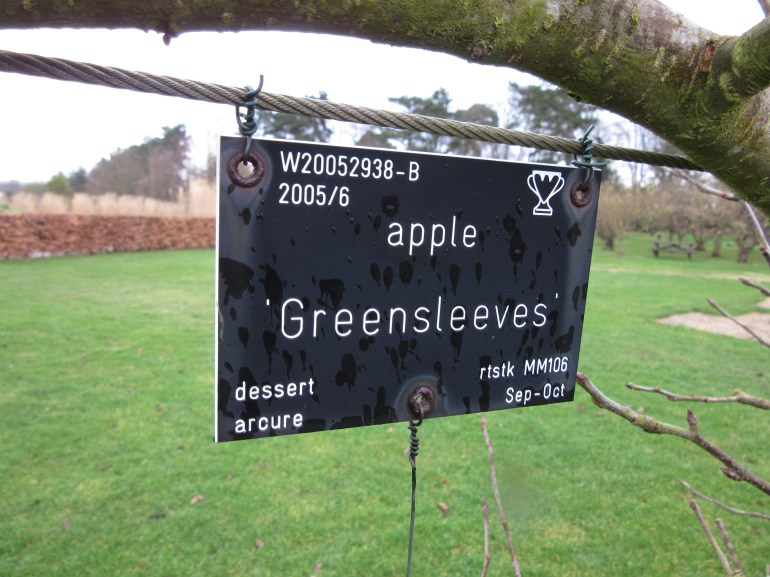 W20052938-B
2005/6
apple
'Greensleeves'
dessert
arcure
rtstk MM106
Sep-Oct